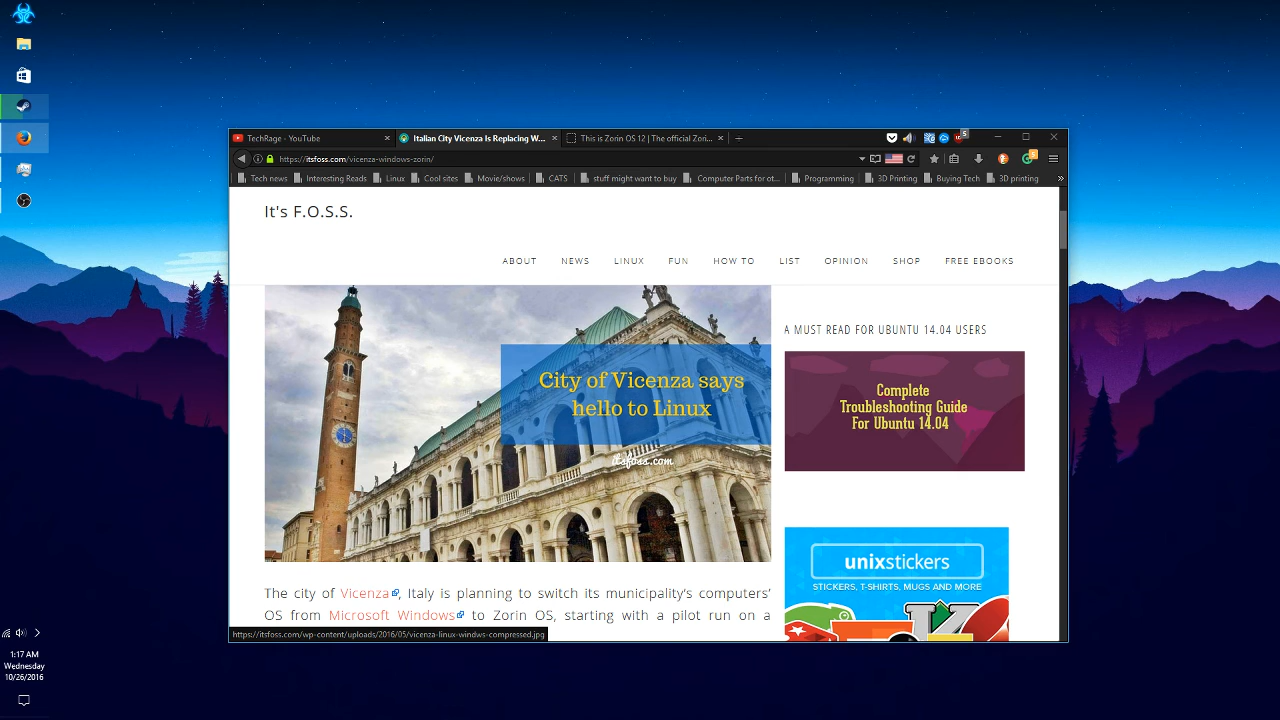 TechRage - YouTube
Italian City Vicenza Is Replacing W...
This is Zorin OS 12 | The official Zori...
5
https://itsfoss.com/vicenza-windows-zorin/
Tech news
Interesting Reads
Linux
Cool sites
Movie/shows
CATS
stuff might want to buy
Computer Parts for ot...
Programming
3D Printing
Buying Tech
3D printing
It's F.O.S.S.
ABOUT
NEWS
LINUX
FUN
HOW TO
LIST
OPINION
SHOP
FREE EBOOKS
City of Vicenza says
hello to Linux
itsfoss.com
A MUST READ FOR UBUNTU 14.04 USERS
Complete
Troubleshooting Guide
For Ubuntu 14.04
unixstickers
STICKERS, T-SHIRTS, MUGS AND MORE
The city of Vicenza, Italy is planning to switch its municipality's computers'
OS from Microsoft Windows to Zorin OS, starting with a pilot run on a
https://itsfoss.com/wp-content/uploads/2016/05/vicenza-linux-windws-compressed.jpg
1:17 AM
Wednesday
10/26/2016